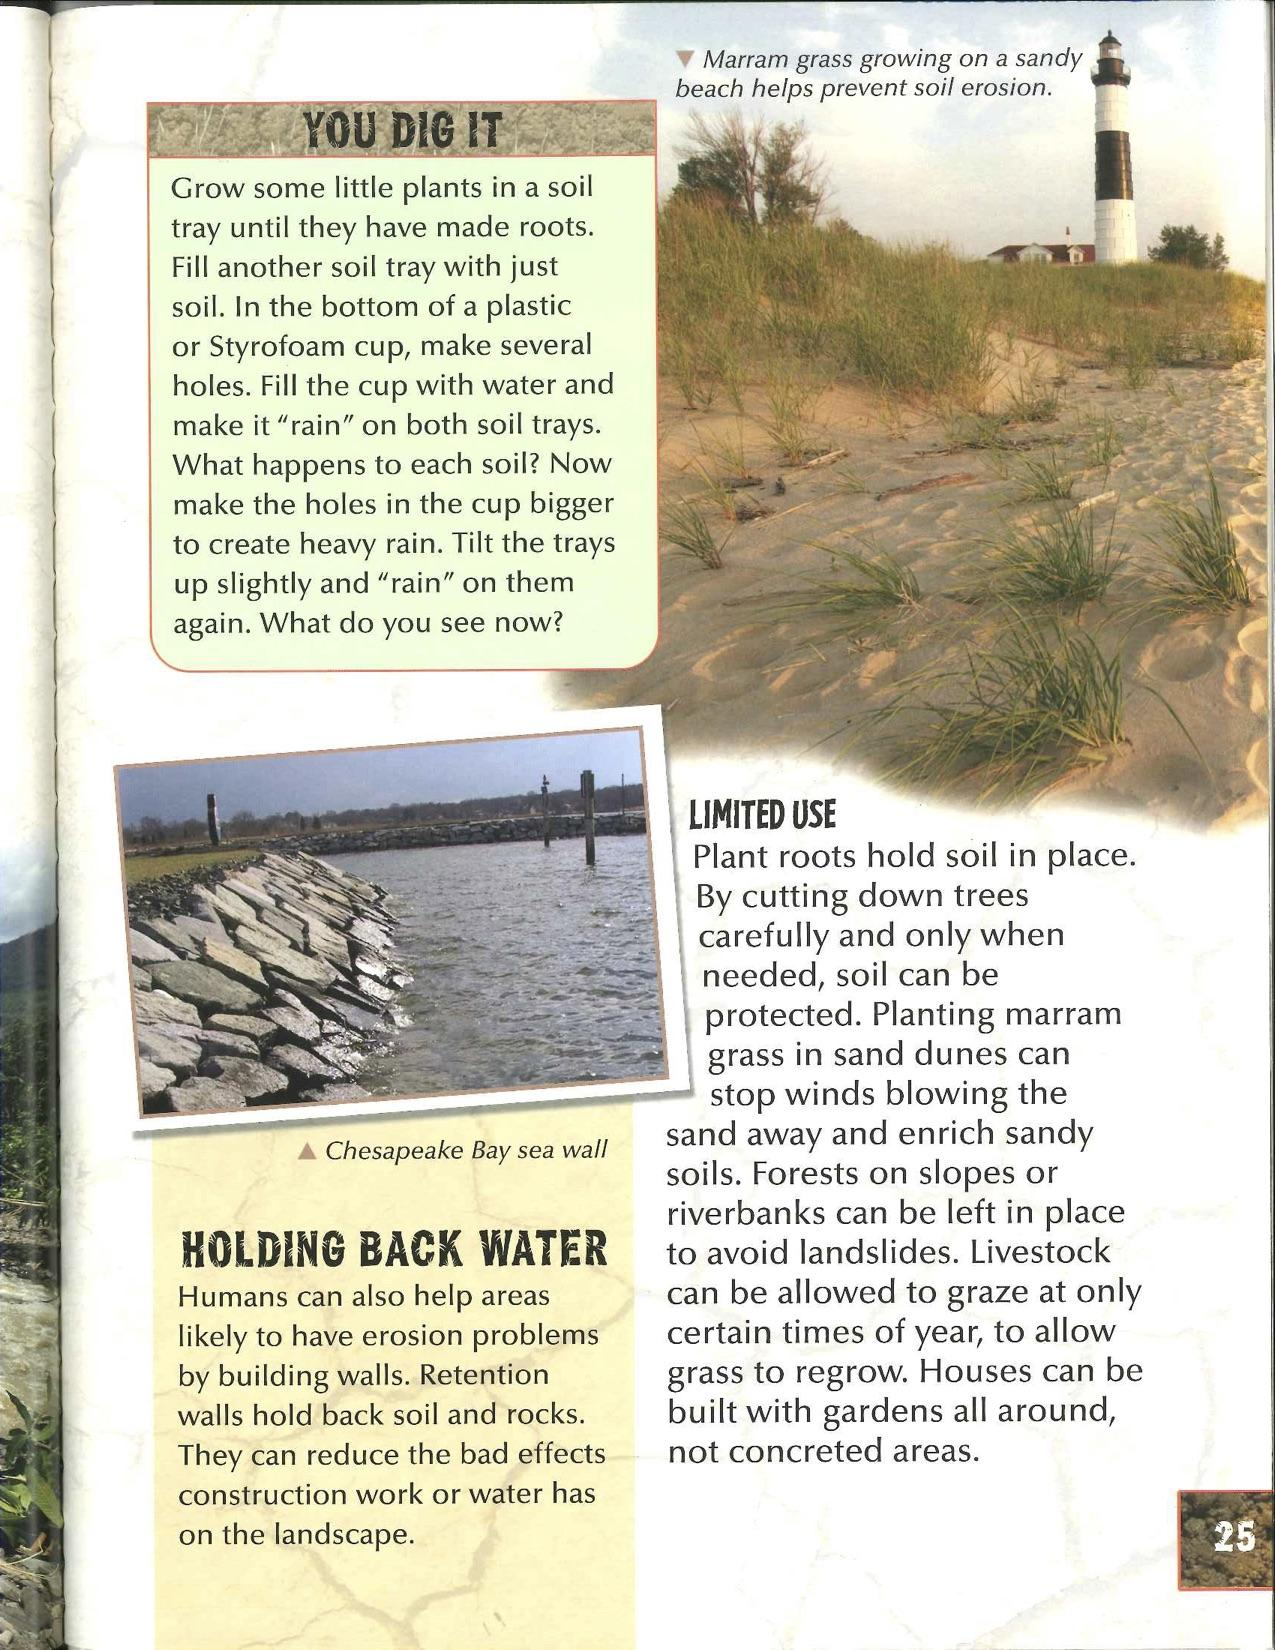 ▼ Marram grass growing on a sandy
beach helps prevent soil erosion.
YOU DIG IT
Grow some little plants in a soil
tray until they have made roots.
Fill another soil tray with just
soil. In the bottom of a plastic
or Styrofoam cup, make several
holes. Fill the cup with water and
make it “rain” on both soil trays.
What happens to each soil? Now
make the holes in the cup bigger
to create heavy rain. Tilt the trays
up slightly and “rain” on them
again. What do you see now?
▲ Chesapeake Bay sea wall
HOLDING BACK WATER
Humans can also help areas
likely to have erosion problems
by building walls. Retention
walls hold back soil and rocks.
They can reduce the bad effects
construction work or water has
on the landscape.
LIMITED USE
Plant roots hold soil in place.
By cutting down trees
carefully and only when
needed, soil can be
protected. Planting marram
grass in sand dunes can
stop winds blowing the
sand away and enrich sandy
soils. Forests on slopes or
riverbanks can be left in place
to avoid landslides. Livestock
can be allowed to graze at only
certain times of year, to allow
grass to regrow. Houses can be
built with gardens all around,
not concreted areas.
25